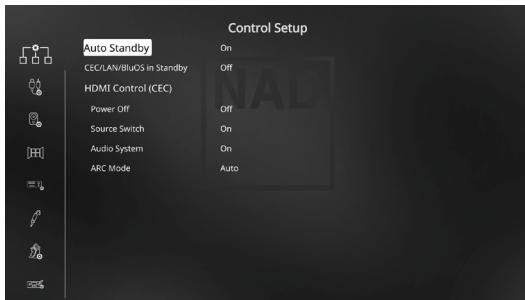 Control Setup
Auto Standby On
CEC/LAN/BluOS in Standby Off
HDMI Control (CEC)
Power Off Off
Source Switch On
Audio System On
ARC Mode Auto
NAD